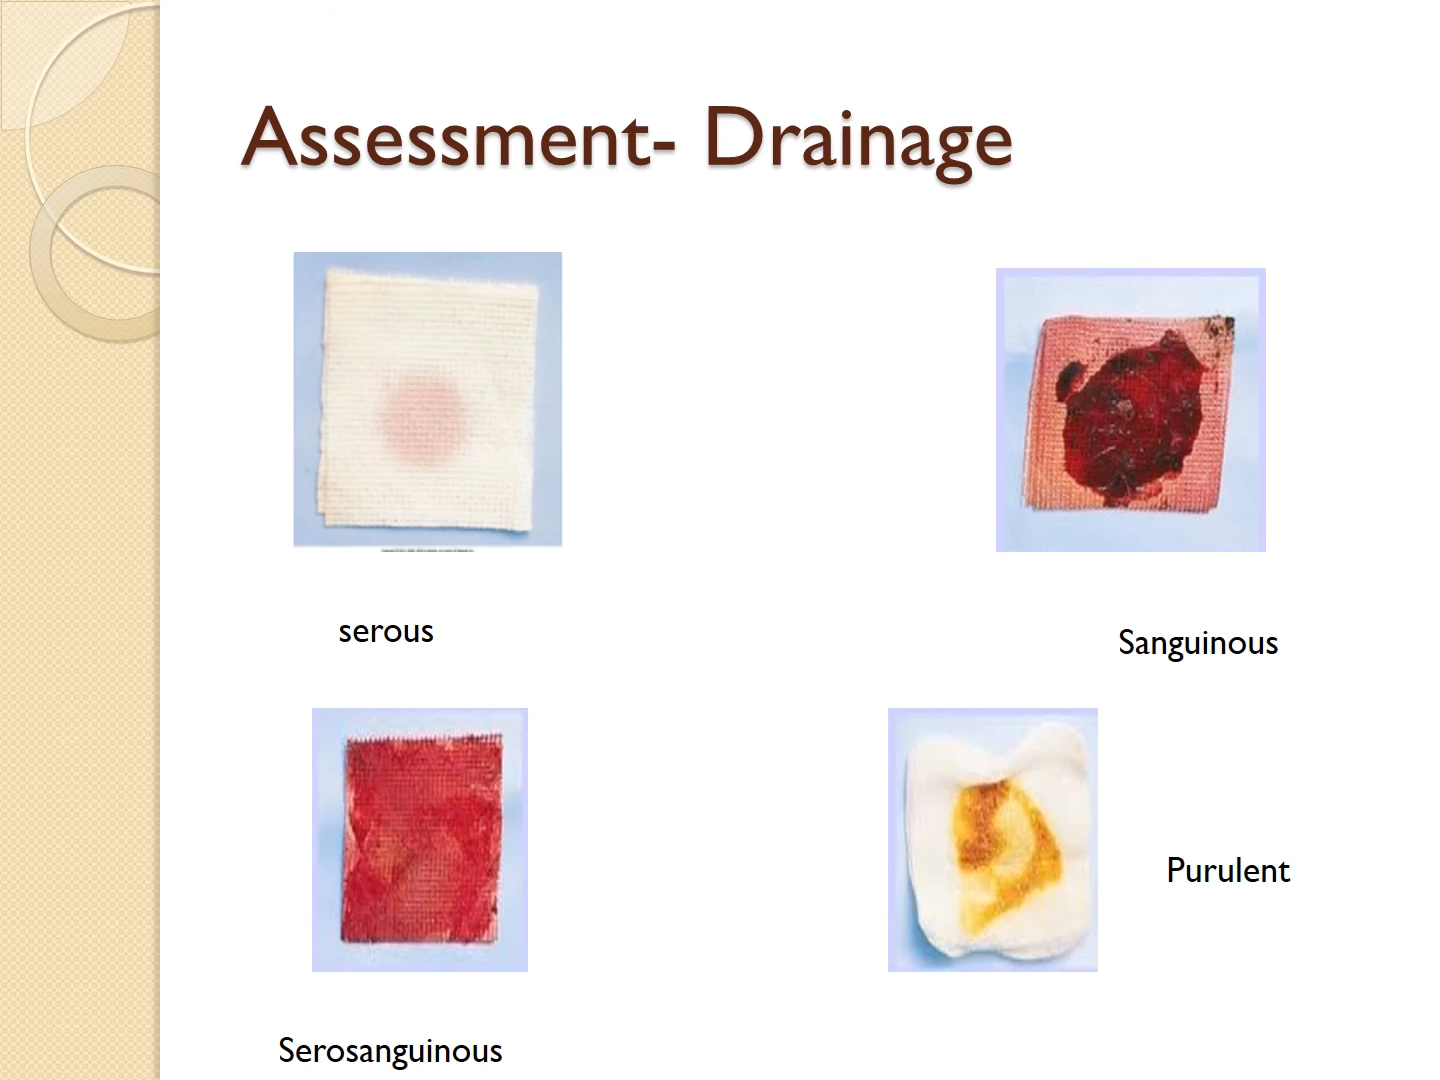 Assessment- Drainage
serous
Sanguinous
Purulent
Serosanguinous